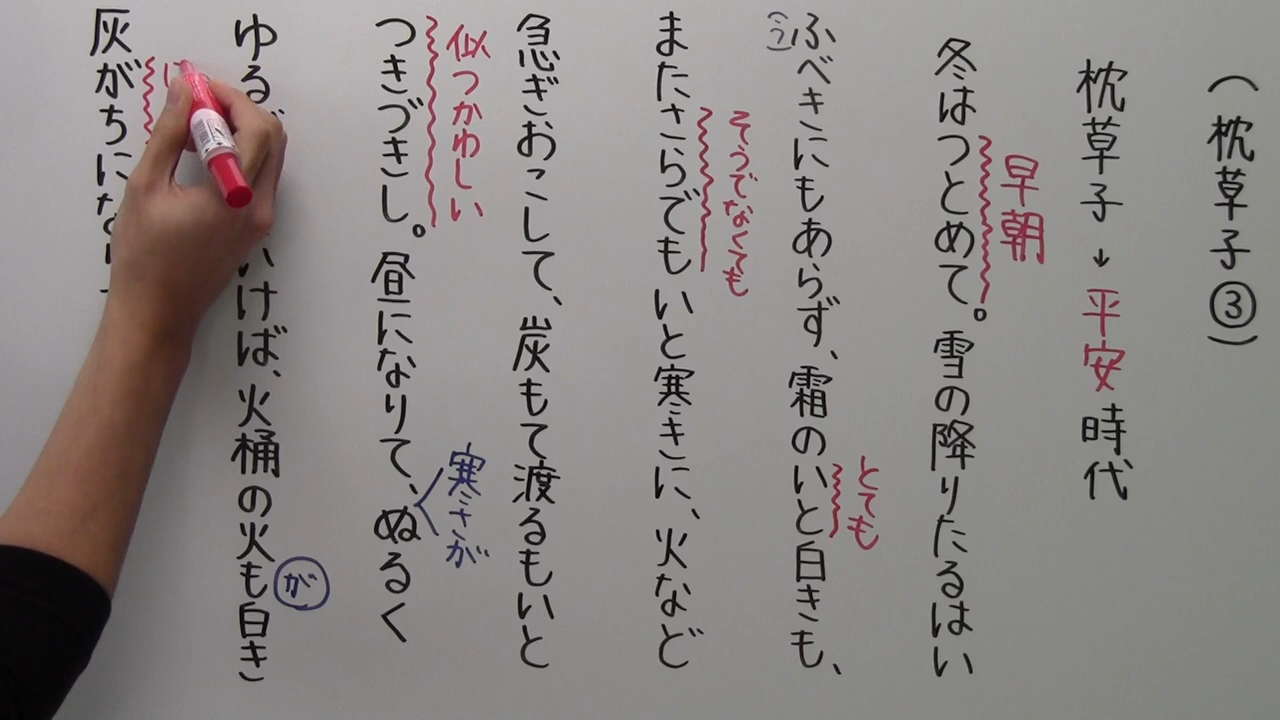 （枕草子③）
枕草子→平安時代
早朝
冬はつとめて。雪の降りたるはい
とても
ふべきにもあらず、霜のいと白きも、
(う)
そうでなくても
またさらでもいと寒きに、火など
急ぎおこして、炭もて渡るもいと
似つかわしい
つきづきし。昼になりて、ぬるく
寒さが
ゆる
いけば、火桶の火も白き
が
灰がちにな